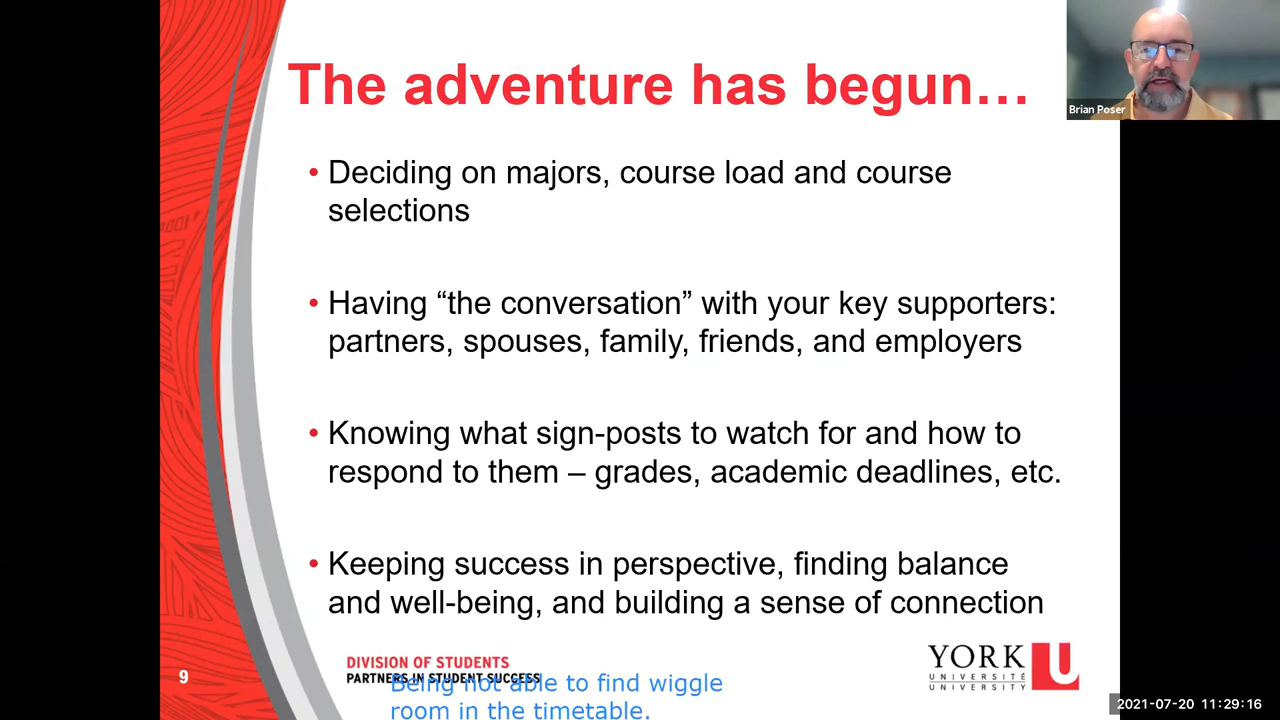 The adventure has begun…
Brian Poser
• Deciding on majors, course load and course
selections
• Having “the conversation” with your key supporters:
partners, spouses, family, friends, and employers
• Knowing what sign-posts to watch for and how to
respond to them – grades, academic deadlines, etc.
• Keeping success in perspective, finding balance
and well-being, and building a sense of connection
9
DIVISION OF STUDENTS
PARTNERS IN STUDENT SUCCESS
Being not able to find wiggle
room in the timetable.
YORK U
UNIVERSITÉ
UNIVERSITY
2021-07-20 11:29:16